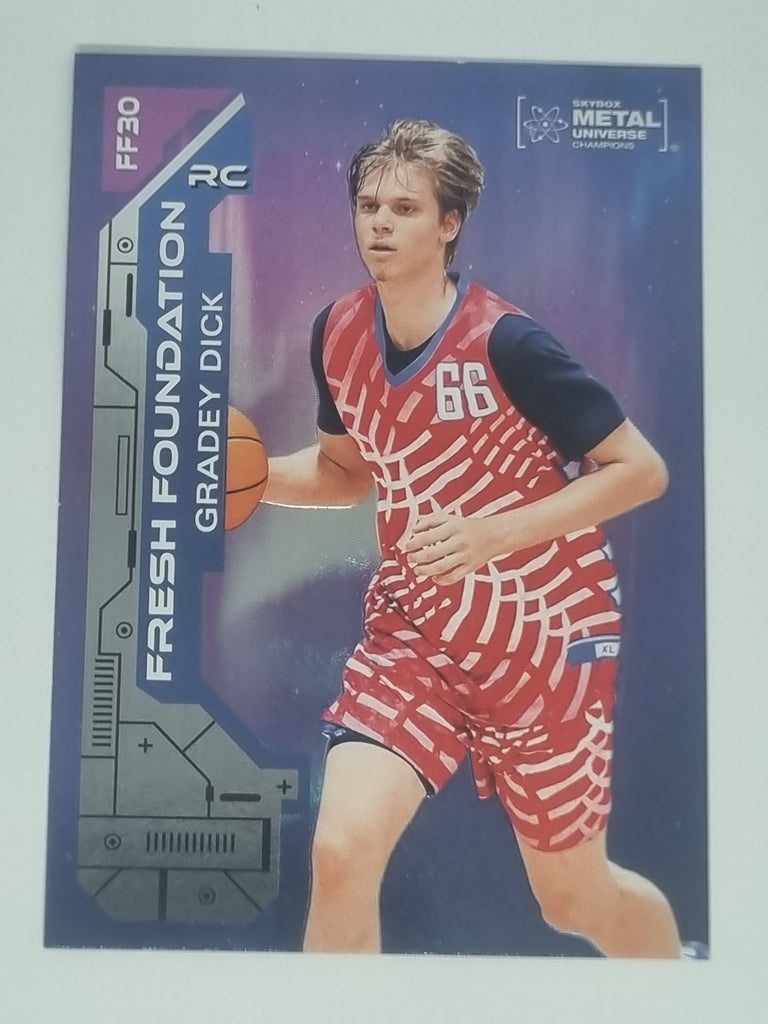 FF30
RC
FRESH FOUNDATION
GRADEY DICK
SKYBOX
METAL
UNIVERSE
CHAMPIONS
66
XL